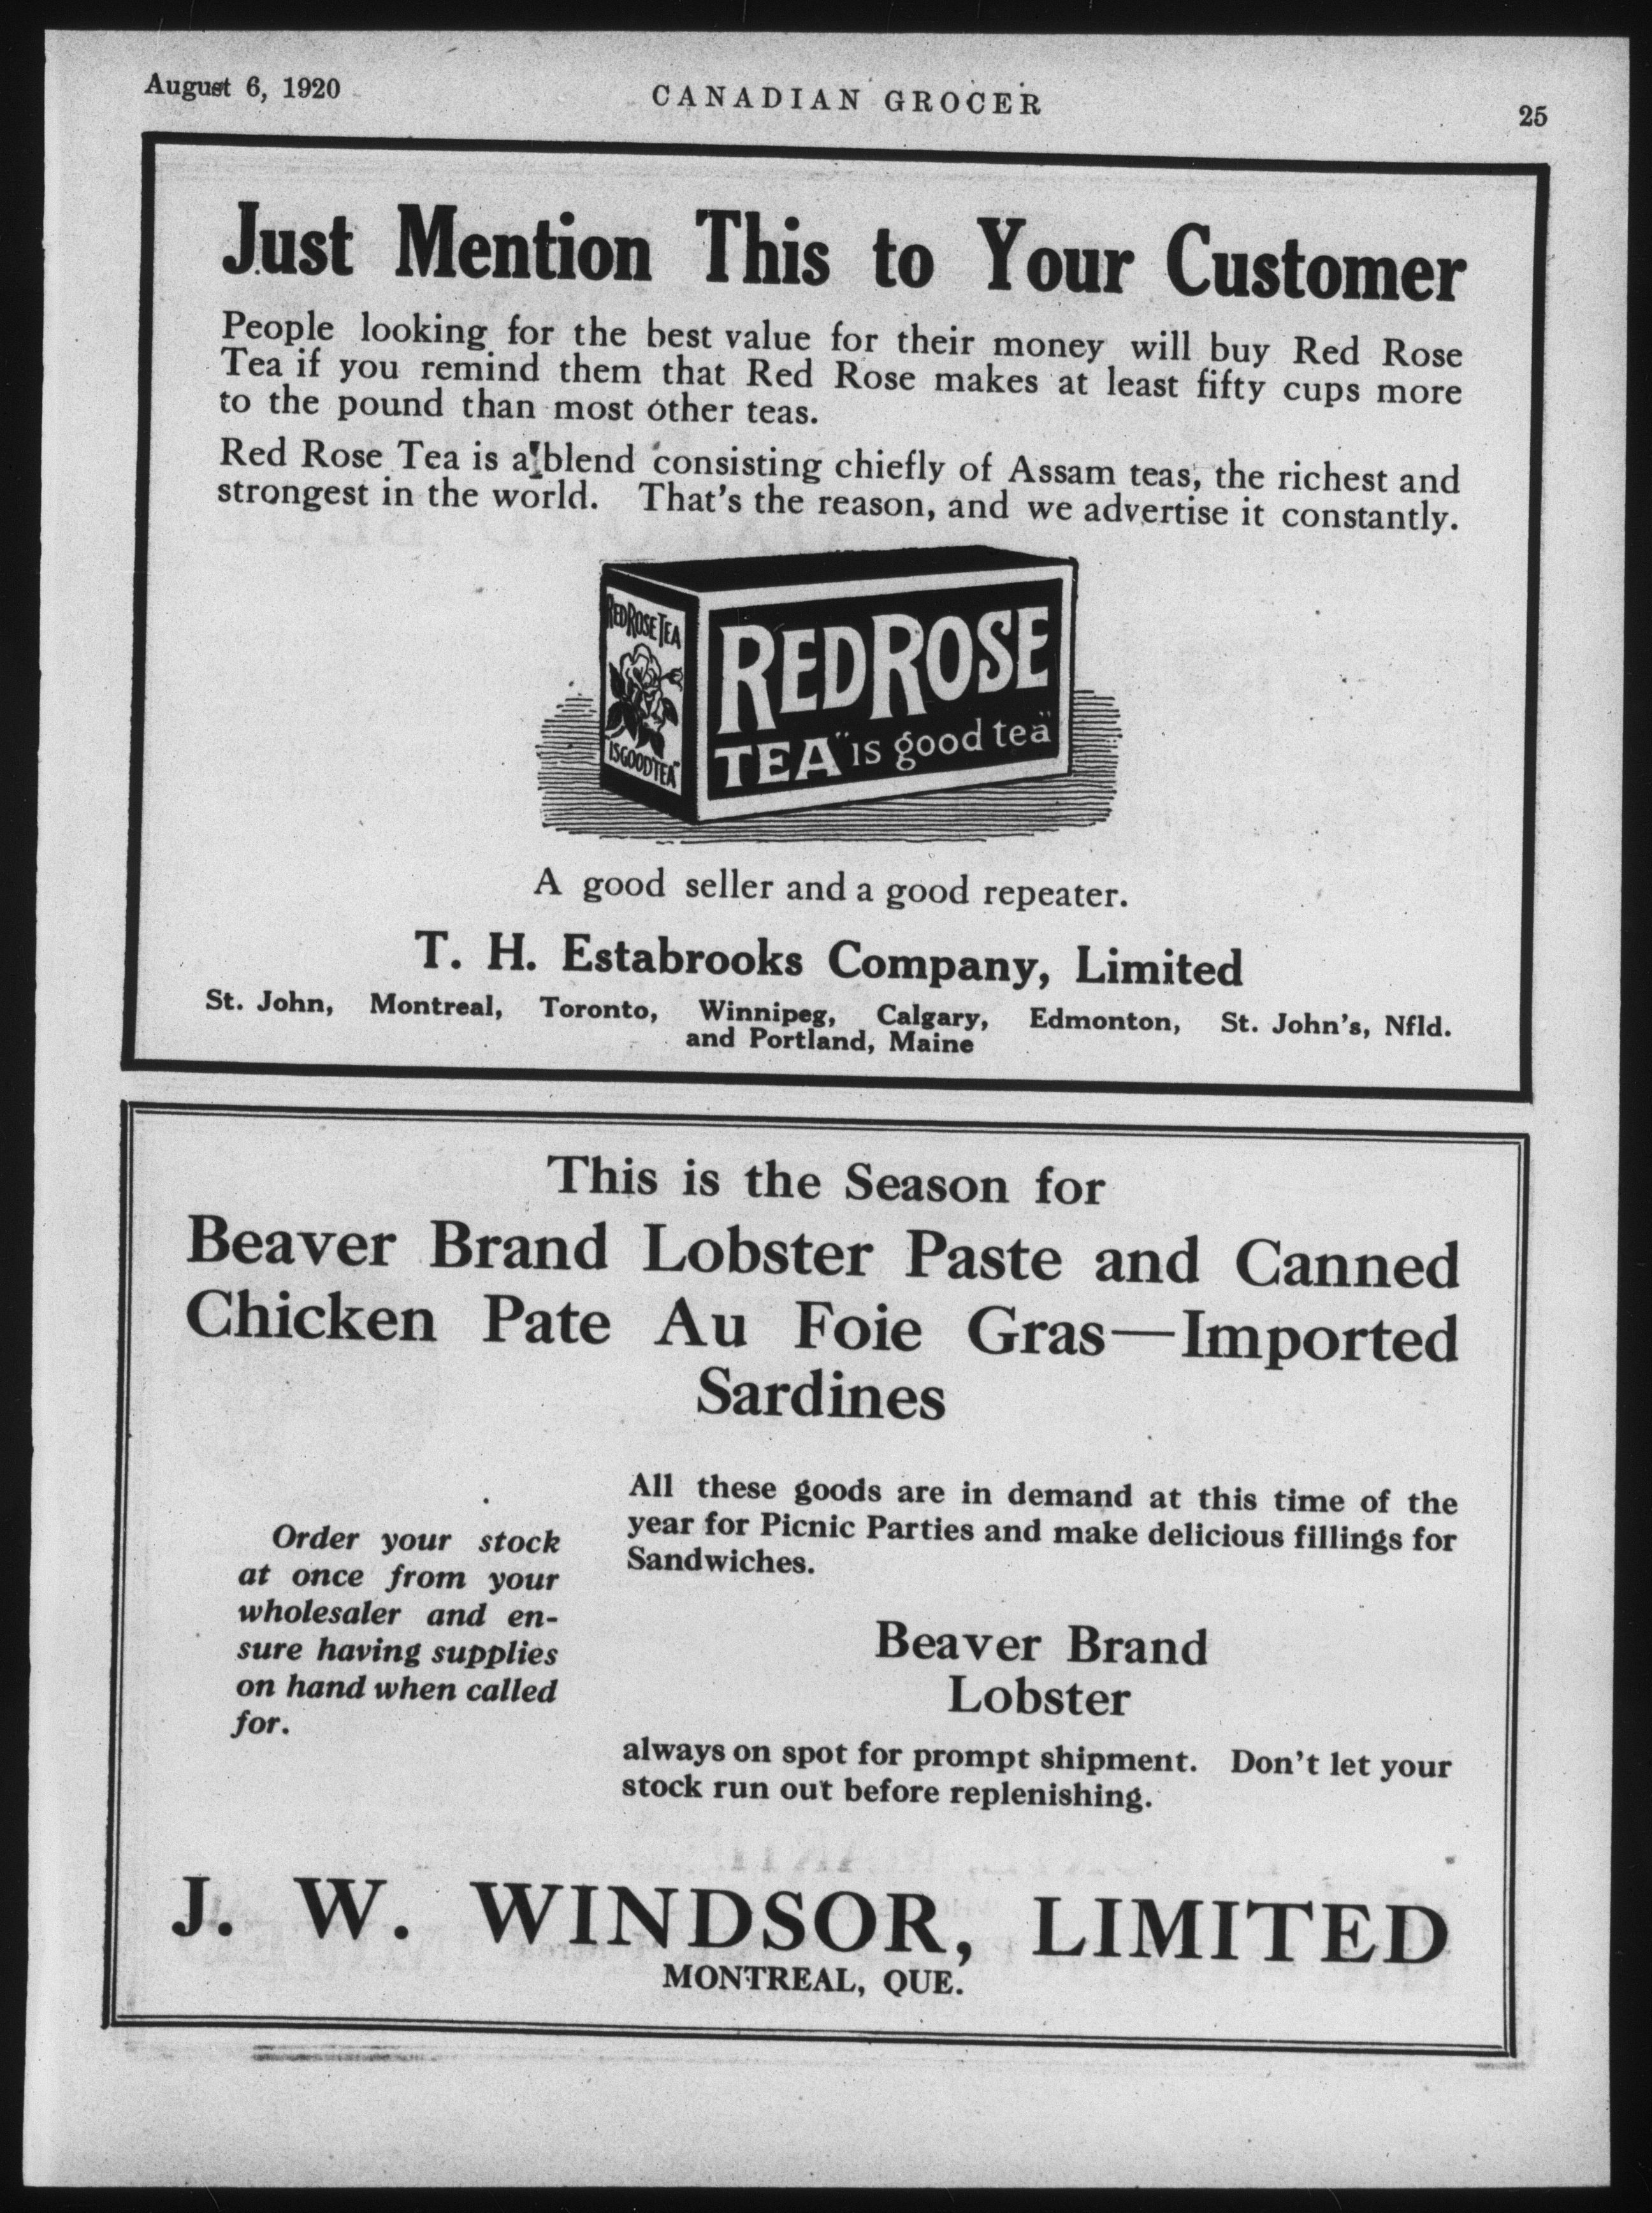 August 6, 1920
CANADIAN GROCER
25
Just Mention This to Your Customer
People looking for the best value for their money will buy Red Rose
Tea if you remind them that Red Rose makes at least fifty cups more
to the pound than most other teas.
Red Rose Tea is a blend consisting chiefly of Assam teas, the richest and
strongest in the world. That's the reason, and we advertise it constantly.
RED ROSE TEA
IS GOOD TEA"
RED ROSE
TEA "is good tea"
A good seller and a good repeater.
T. H. Estabrooks Company, Limited
St. John, Montreal, Toronto, Winnipeg, Calgary, Edmonton, St. John's, Nfld.
and Portland, Maine
This is the Season for
Beaver Brand Lobster Paste and Canned
Chicken Pate Au Foie Gras—Imported
Sardines
Order your stock
at once from your
wholesaler and en-
sure having supplies
on hand when called
for.
All these goods are in demand at this time of the
year for Picnic Parties and make delicious fillings for
Sandwiches.
Beaver Brand
Lobster
always on spot for prompt shipment. Don't let your
stock run out before replenishing.
J. W. WINDSOR, LIMITED
MONTREAL, QUE.